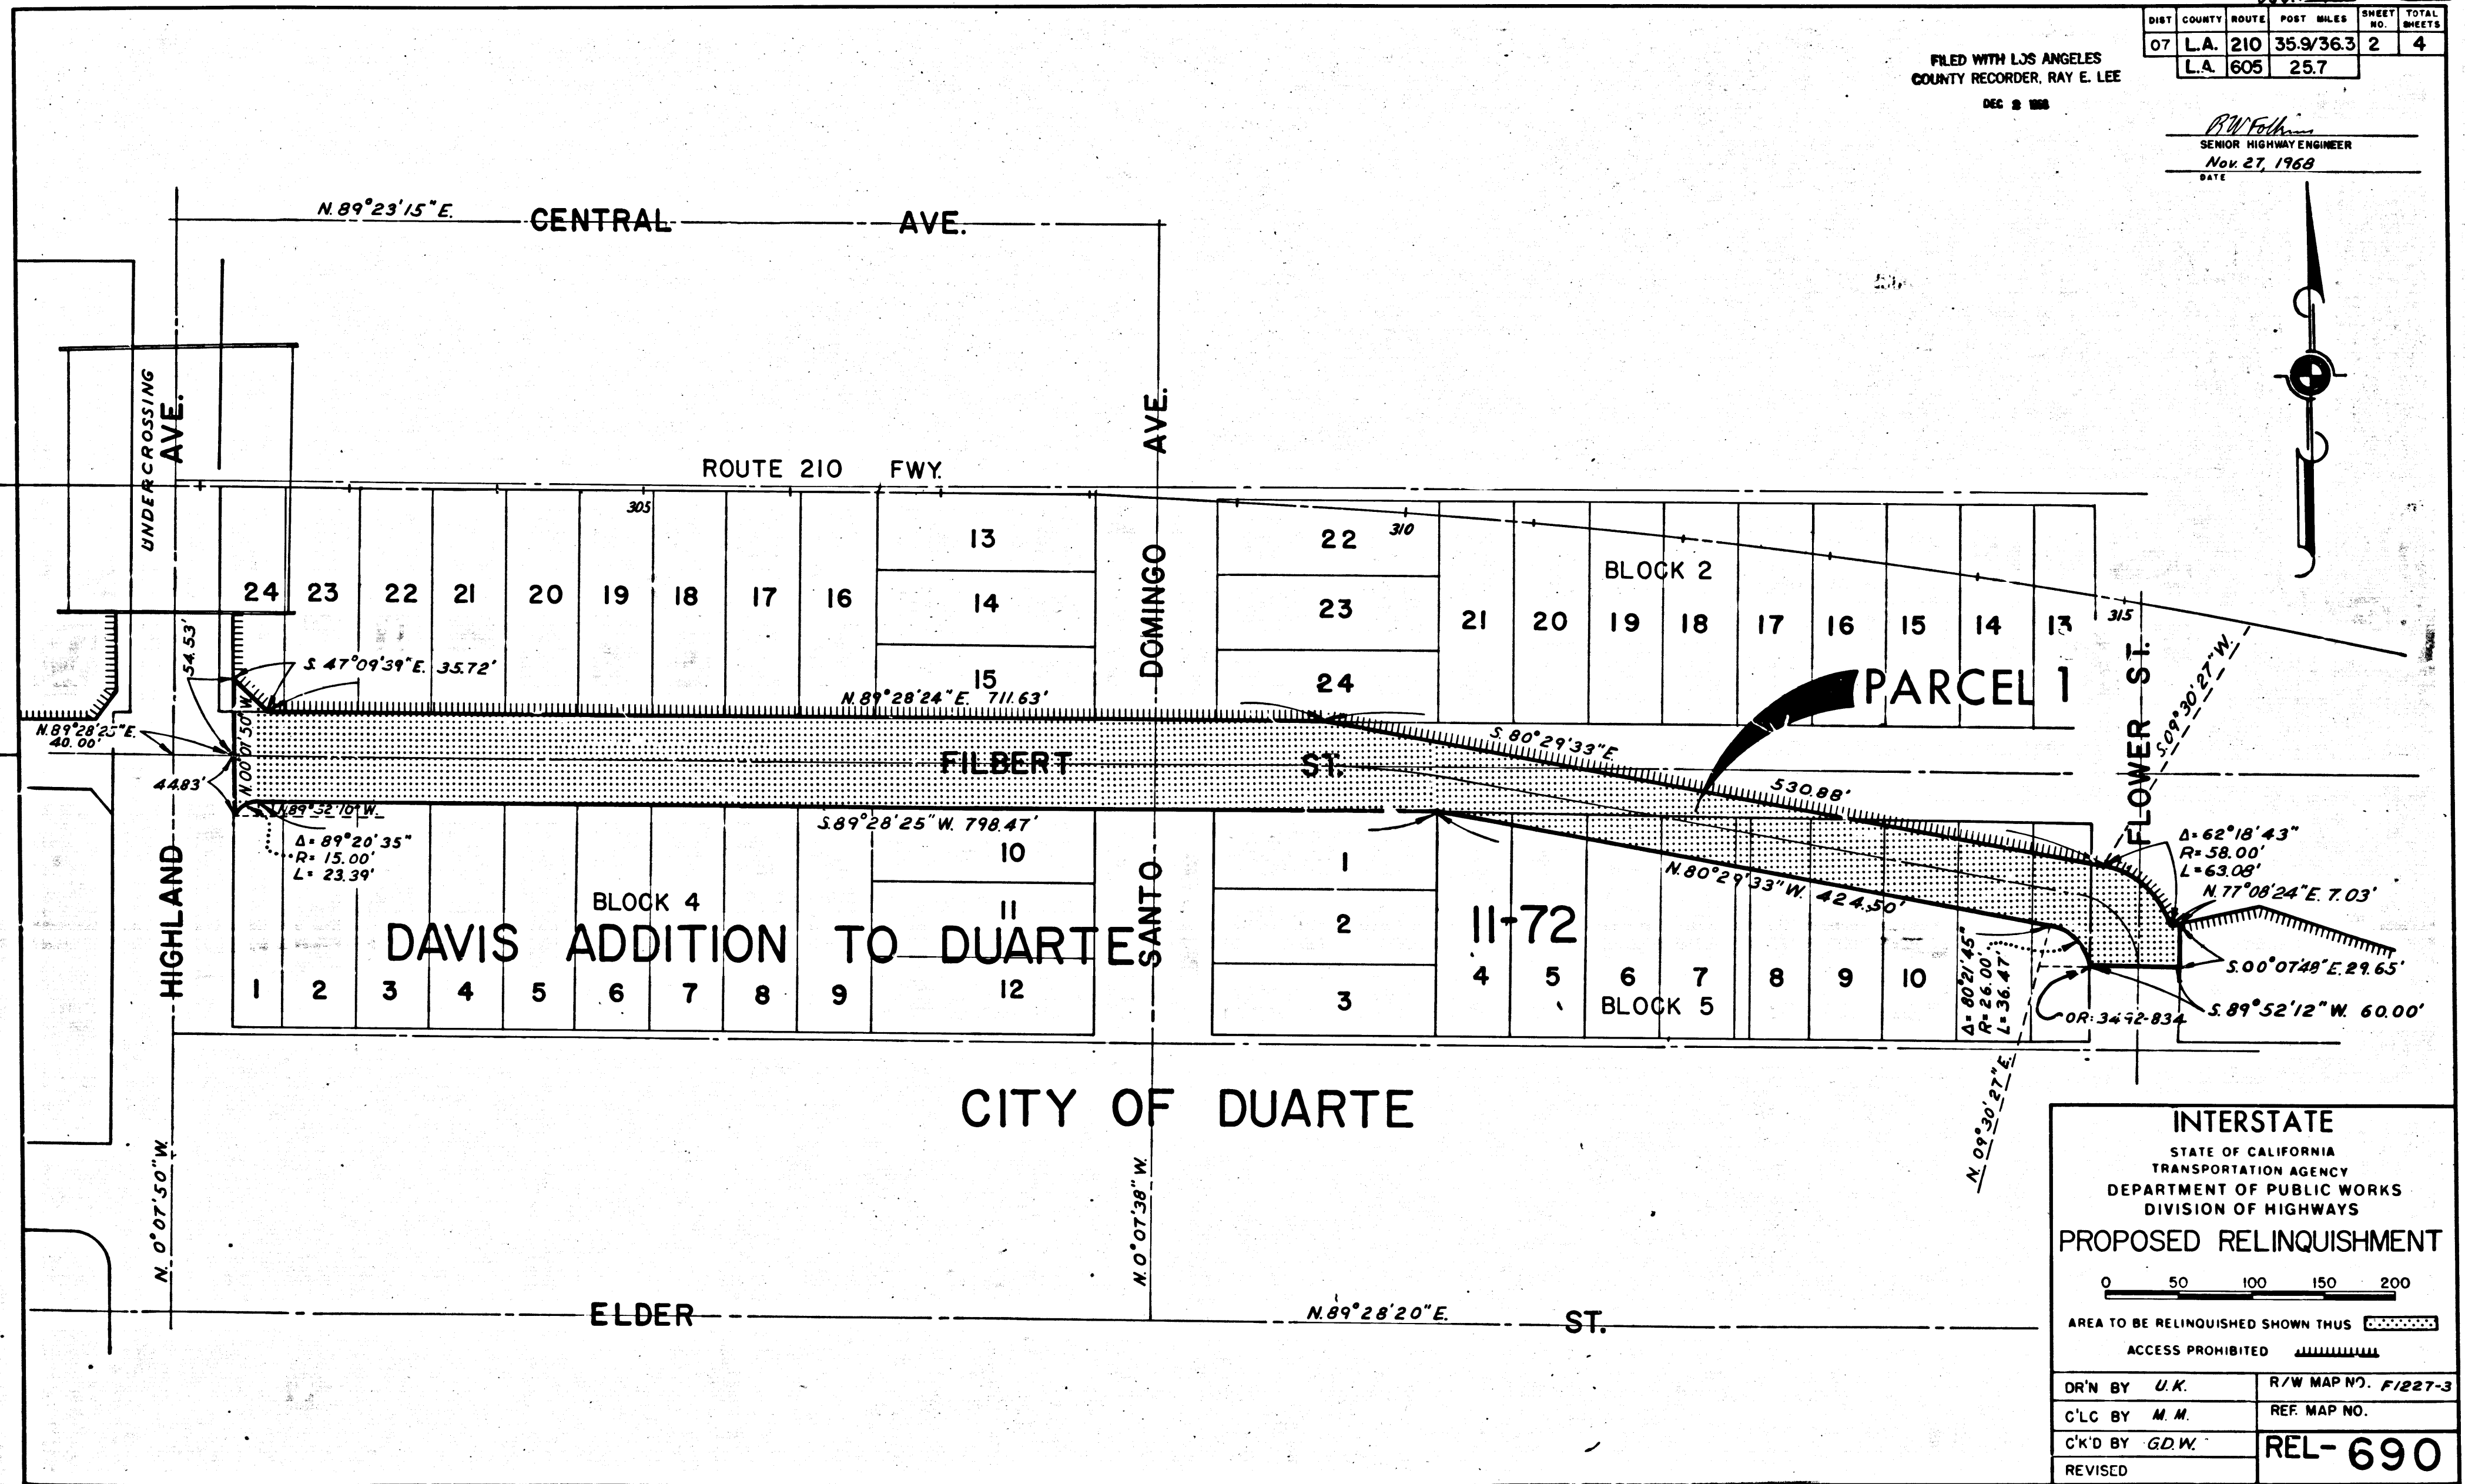 DIST COUNTY ROUTE POST MILES SHEET NO. TOTAL SHEETS
07 L.A. 210 35.9/36.3 2 4
L.A. 605 25.7
FILED WITH LOS ANGELES
COUNTY RECORDER, RAY E. LEE
DEC 2 1968
SENIOR HIGHWAY ENGINEER
Nov. 27, 1968
DATE
N. 89°23'15"E.
CENTRAL AVE.
UNDERCROSSING
HIGHLAND AVE.
ROUTE 210 FWY.
305
310
315
SANTO DOMINGO AVE.
24 23 22 21 20 19 18 17 16
13
14
15
22
23
24
BLOCK 2
21 20 19 18 17 16 15 14 13
FLOWER ST.
S.09°30'27"W.
PARCEL 1
54.53'
S. 47°09'39"E. 35.72'
N. 89°28'24"E. 711.63'
N.89°28'25"E.
40.00'
N.00°01'50"W.
44.83'
FILBERT ST.
S. 80°29'33"E.
530.88'
N.89°52'10"W.
Δ= 89°20'35"
R= 15.00'
L= 23.39'
S.89°28'25"W. 798.47'
N.80°29'33"W. 424.50'
Δ= 62°18'43"
R= 58.00'
L= 63.08'
N.77°08'24"E. 7.03'
S.00°07'48"E. 29.65'
S.89°52'12"W. 60.00'
Δ= 80°21'45"
R= 26.00'
L= 36.47'
OR: 3492-834
N.09°30'27"E.
BLOCK 4
DAVIS ADDITION TO DUARTE
11-72
10
11
12
1 2 3 4 5 6 7 8 9
1
2
3
4 5 6 7 8 9 10
BLOCK 5
CITY OF DUARTE
N. 0°07'50"W.
N.0°07'38"W.
ELDER ST.
N.89°28'20"E.
INTERSTATE
STATE OF CALIFORNIA
TRANSPORTATION AGENCY
DEPARTMENT OF PUBLIC WORKS
DIVISION OF HIGHWAYS
PROPOSED RELINQUISHMENT
0 50 100 150 200
AREA TO BE RELINQUISHED SHOWN THUS
ACCESS PROHIBITED
DR'N BY U.K.
R/W MAP NO. F1227-3
C'LC BY M. M.
REF. MAP NO.
C'K'D BY G.D.W.
REL-690
REVISED